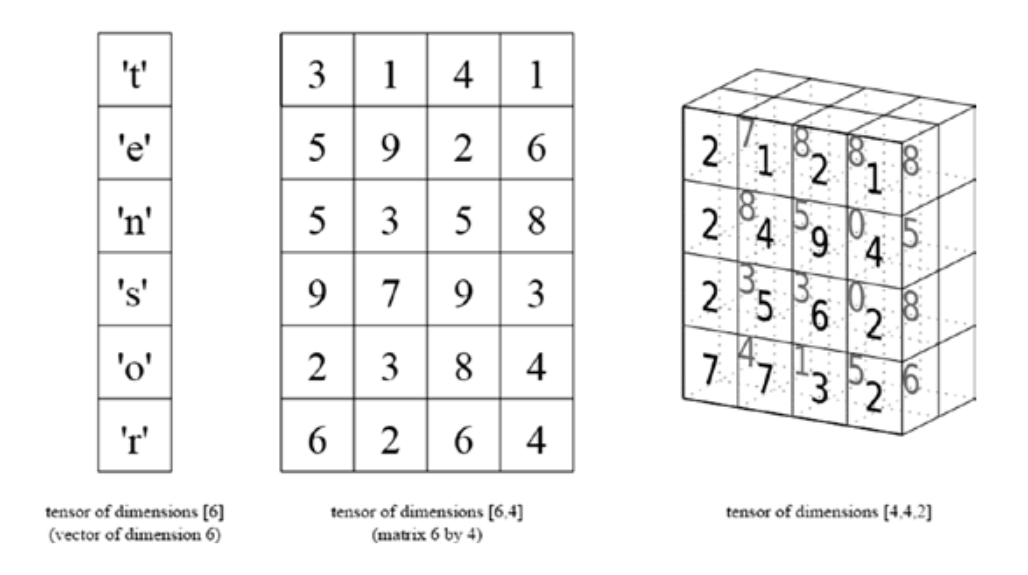 't'
'e'
'n'
's'
'o'
'r'
tensor of dimensions [6]
(vector of dimension 6)
3 1 4 1
5 9 2 6
5 3 5 8
9 7 9 3
2 3 8 4
6 2 6 4
tensor of dimensions [6,4]
(matrix 6 by 4)
2 7 1 8 2 8 1 8
2 8 4 5 9 0 4 5
2 3 5 3 6 0 2 8
7 4 7 1 3 5 2 6
tensor of dimensions [4,4,2]